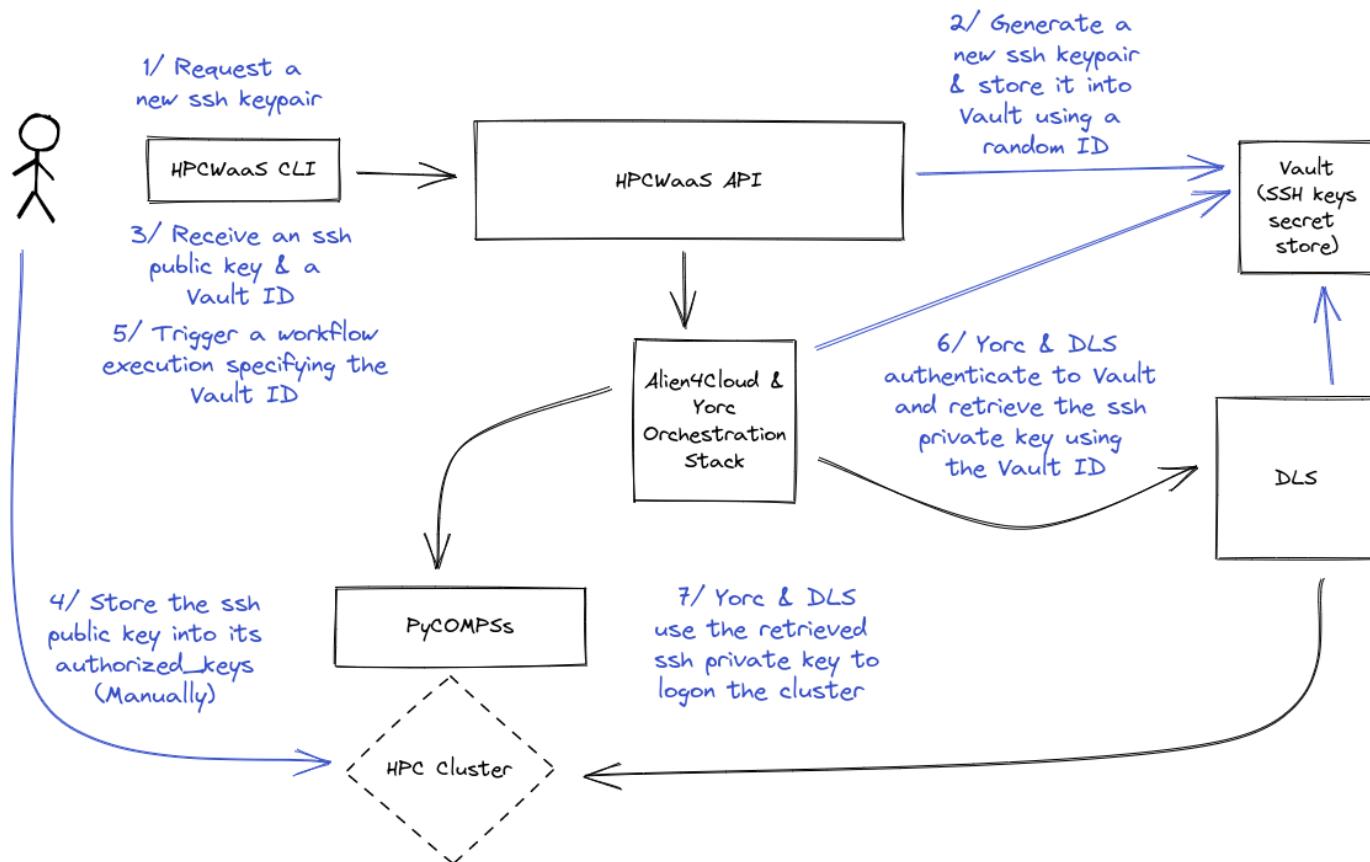 1/ Request a
new ssh keypair
2/ Generate a
new ssh keypair
& store it into
Vault using a
random ID
HPCWaaS CLI
HPCWaaS API
Vault
(SSH keys
secret
store)
3/ Receive an ssh
public key & a
Vault ID
5/ Trigger a workflow
execution specifying the
Vault ID
Alien4Cloud &
Yorc
Orchestration
Stack
6/ Yorc & DLS
authenticate to Vault
and retrieve the ssh
private key using
the Vault ID
DLS
4/ Store the ssh
public key into its
authorized_keys
(Manually)
PyCOMPSs
7/ Yorc & DLS
use the retrieved
ssh private key to
logon the cluster
HPC Cluster